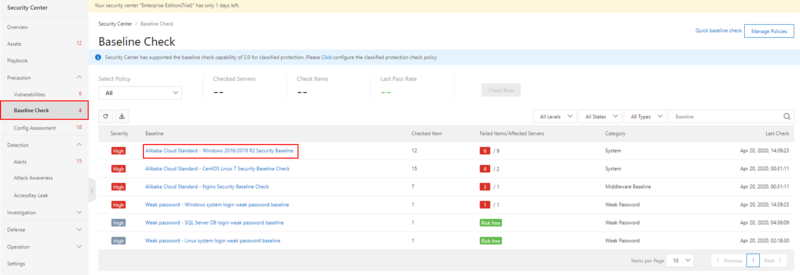 Security Center
Your security center "Enterprise Edition(Trial)" has only 1 days left.
Overview
Assets 12
Playbook
Precaution
Vulnerabilities 6
Baseline Check 4
Config Assessment 18
Detection
Alerts 15
Attack Awareness
AccessKey Leak
Investigation
Defense
Operation
Settings
Security Center / Baseline Check
Baseline Check
Quick baseline check Manage Policies
Security Center has supported the baseline check capability of 2.0 for classified protection. Please Click configure the classified protection check policy.
Select Policy Checked Servers Check Items Last Pass Rate
All -- -- -- Check Now
All Levels All States All Types Baseline
Severity Baseline Checked Item Failed Items/Affected Servers Category Last Check
High Alibaba Cloud Standard - Windows 2016/2019 R2 Security Baseline 12 6 / 9 System Apr 20, 2020, 14:09:23
High Alibaba Cloud Standard - CentOS Linux 7 Security Baseline Check 15 4 / 2 System Apr 20, 2020, 00:01:11
High Alibaba Cloud Standard - Nginx Security Baseline Check 7 3 / 1 Middleware Baseline Apr 20, 2020, 00:01:11
High Weak password - Windows system login weak password baseline 1 1 / 1 Weak Password Apr 20, 2020, 14:09:23
High Weak password - SQL Server DB login weak password baseline Risk free Weak Password Apr 20, 2020, 04:38:09
High Weak password - Linux system login weak password baseline Risk free Weak Password Apr 20, 2020, 02:18:30
Items per Page 10 Previous 1 Next